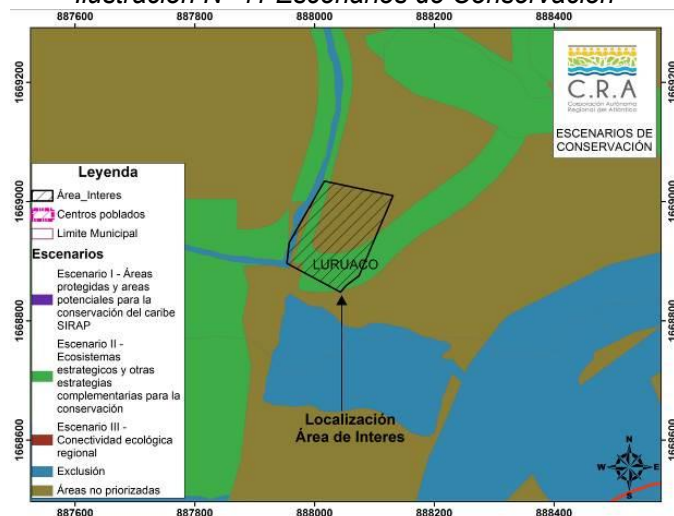 Ilustración N° 17 Escenarios de Conservación
887600
887800
888000
888200
888400
1669200
1669000
1668800
1668600
1669200
1669000
1668800
1668600
C.R.A
Corporación Autónoma
Regional del Atlántico
ESCENARIOS DE
CONSERVACIÓN
Leyenda
Área_Interes
Centros poblados
Limite Municipal
Escenarios
Escenario I - Áreas
protegidas y areas
potenciales para la
conservación del caribe
SIRAP
Escenario II -
Ecosistemas
estrategicos y otras
estrategias
complementarias para la
conservación
Escenario III -
Conectividad ecológica
regional
Exclusión
Áreas no priorizadas
LURUACO
Localización
Área de Interes
N
W
E
S
887600
887800
888000
888200
888400